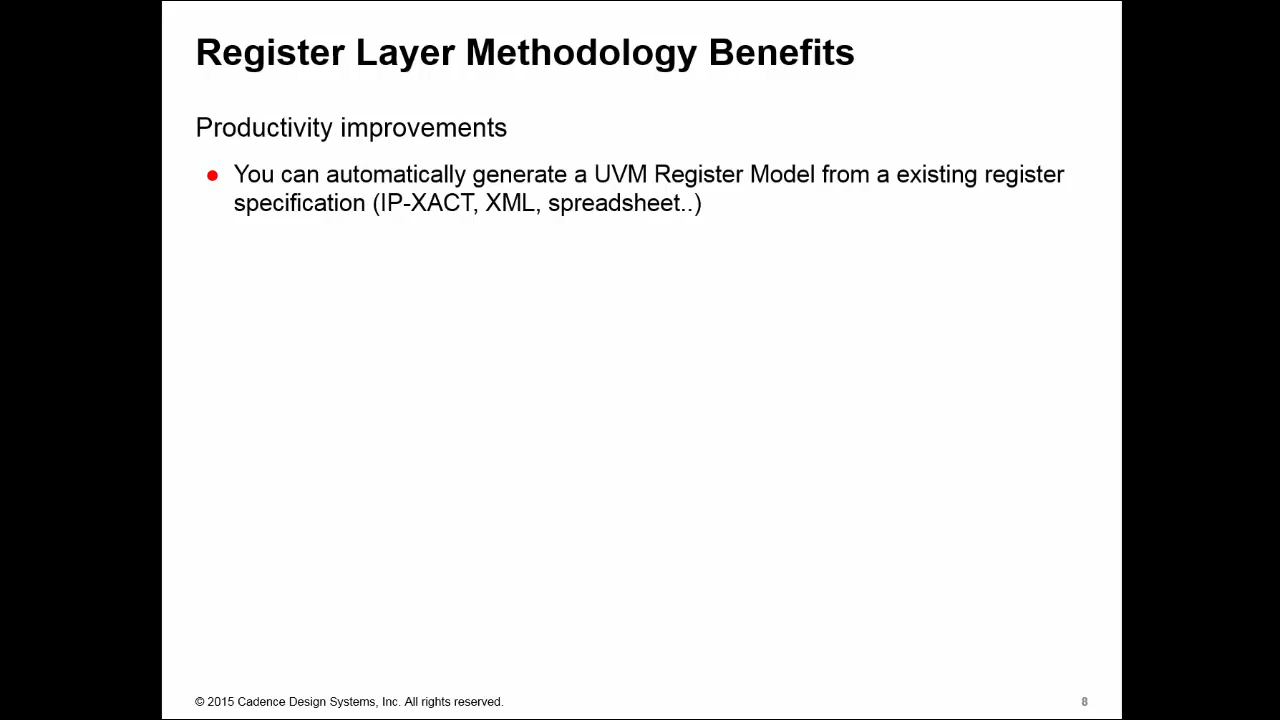 Register Layer Methodology Benefits
Productivity improvements
● You can automatically generate a UVM Register Model from a existing register
specification (IP-XACT, XML, spreadsheet..)
© 2015 Cadence Design Systems, Inc. All rights reserved.
8